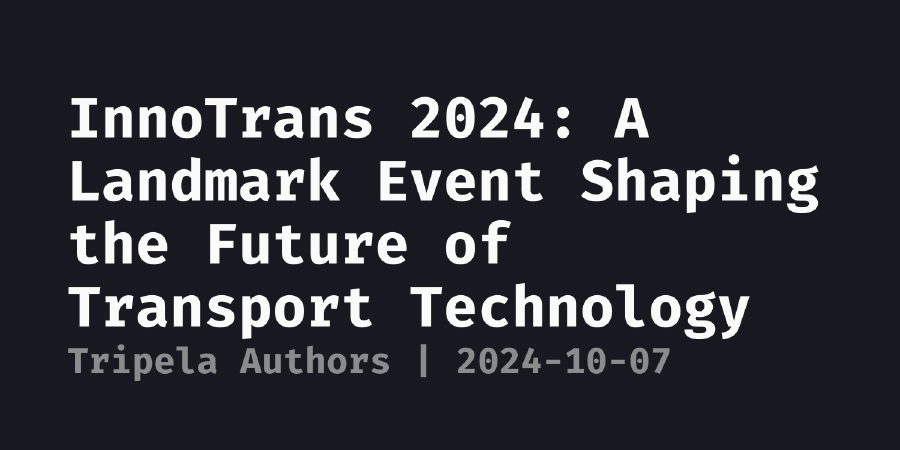 InnoTrans 2024: A
Landmark Event Shaping
the Future of
Transport Technology
Tripela Authors | 2024-10-07